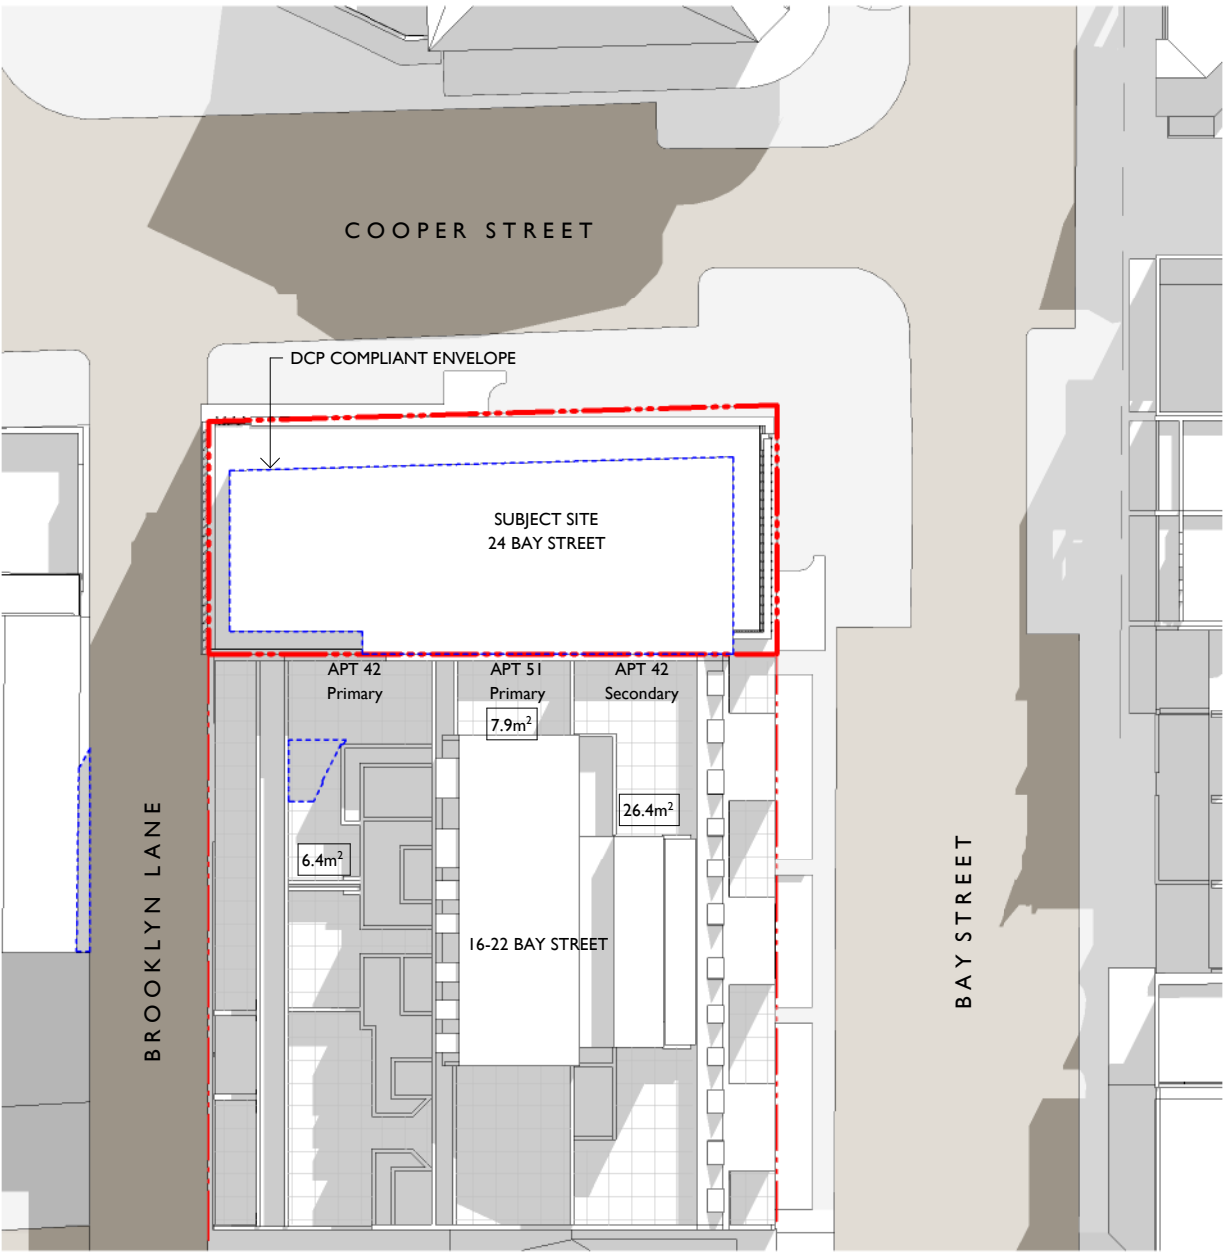 COOPER STREET
DCP COMPLIANT ENVELOPE
SUBJECT SITE
24 BAY STREET
APT 42
Primary
APT 51
Primary
7.9m²
APT 42
Secondary
26.4m²
6.4m²
16-22 BAY STREET
BROOKLYN LANE
BAY STREET